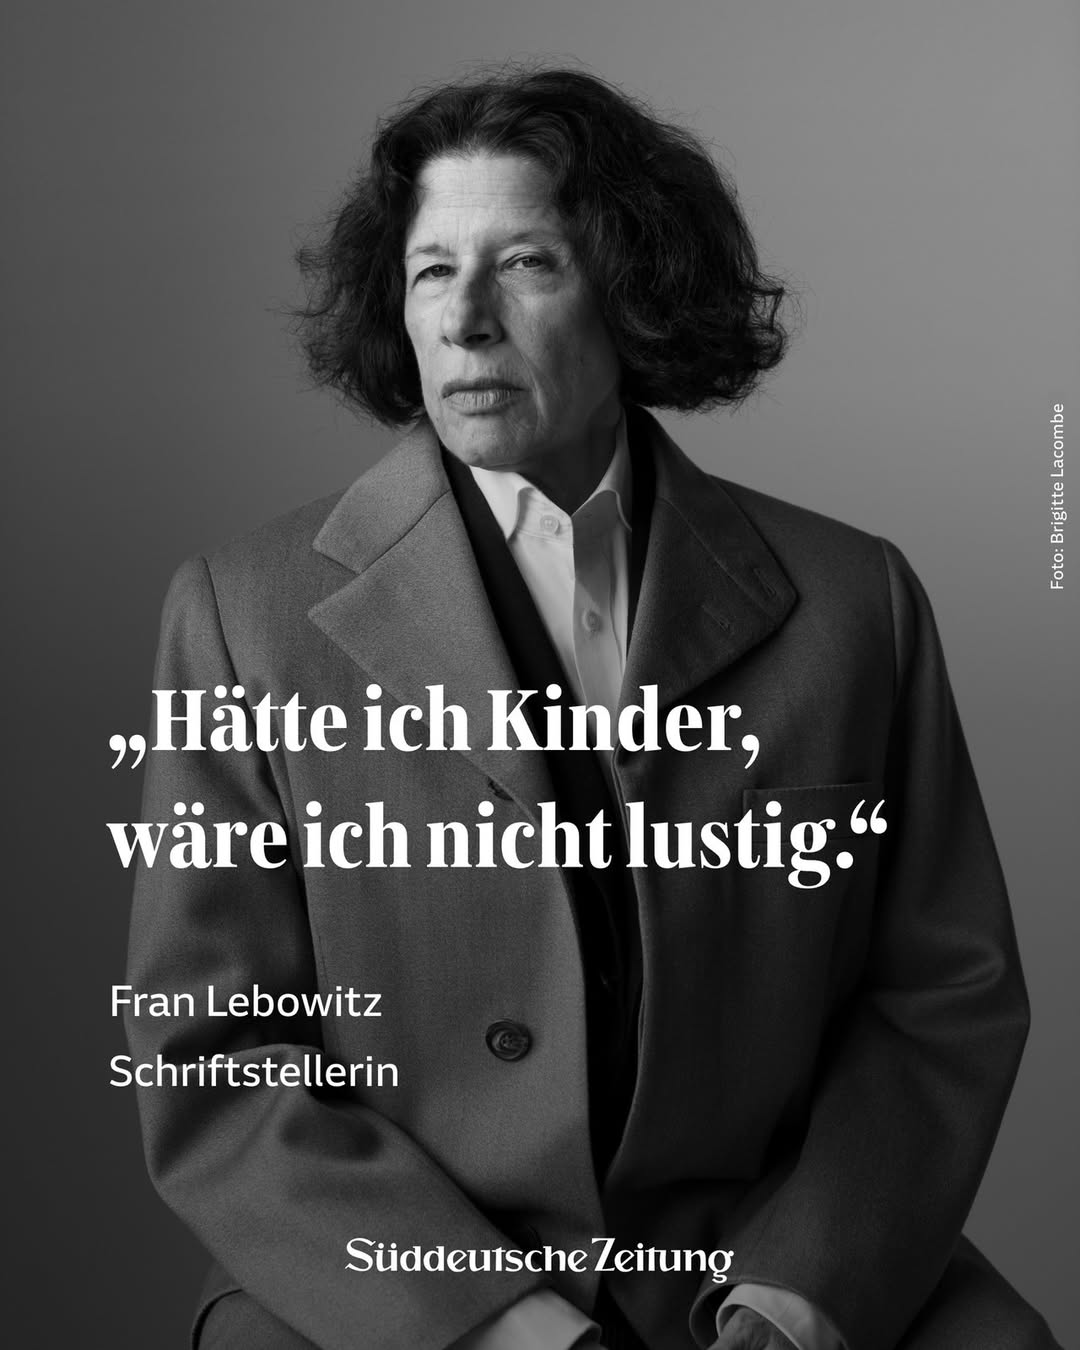 „Hätte ich Kinder,
wäre ich nicht lustig.“
Fran Lebowitz
Schriftstellerin
Süddeutsche Zeitung
Foto: Brigitte Lacombe